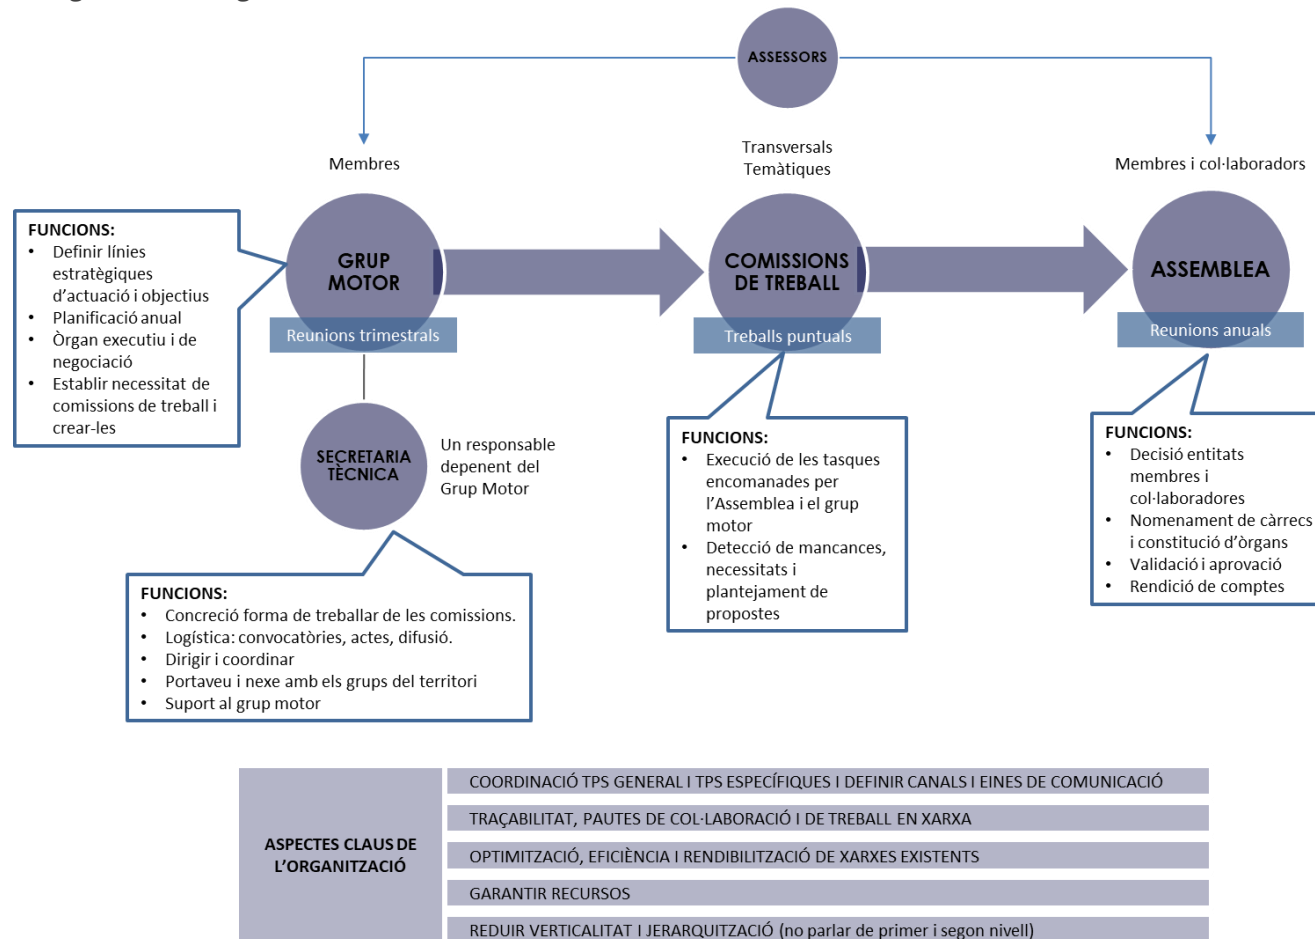 ASSESSORS
Membres
Transversals
Temàtiques
Membres i col·laboradors
GRUP
MOTOR
Reunions trimestrals
COMISSIONS
DE TREBALL
Treballs puntuals
ASSEMBLEA
Reunions anuals
FUNCIONS:
• Definir línies
estratègiques
d'actuació i objectius
• Planificació anual
• Òrgan executiu i de
negociació
• Establir necessitat de
comissions de treball i
crear-les
SECRETARIA
TÈCNICA
Un responsable
depenent del
Grup Motor
FUNCIONS:
• Execució de les tasques
encomanades per
l'Assemblea i el grup
motor
• Detecció de mancances,
necessitats i
plantejament de
propostes
FUNCIONS:
• Decisió entitats
membres i
col·laboradores
• Nomenament de càrrecs
i constitució d'òrgans
• Validació i aprovació
• Rendició de comptes
FUNCIONS:
• Concreció forma de treballar de les comissions.
• Logística: convocatòries, actes, difusió.
• Dirigir i coordinar
• Portaveu i nexe amb els grups del territori
• Suport al grup motor
ASPECTES CLAUS DE
L'ORGANITZACIÓ
COORDINACIÓ TPS GENERAL I TPS ESPECÍFIQUES I DEFINIR CANALS I EINES DE COMUNICACIÓ
TRAÇABILITAT, PAUTES DE COL·LABORACIÓ I DE TREBALL EN XARXA
OPTIMITZACIÓ, EFICIÈNCIA I RENDIBILITZACIÓ DE XARXES EXISTENTS
GARANTIR RECURSOS
REDUIR VERTICALITAT I JERARQUITZACIÓ (no parlar de primer i segon nivell)